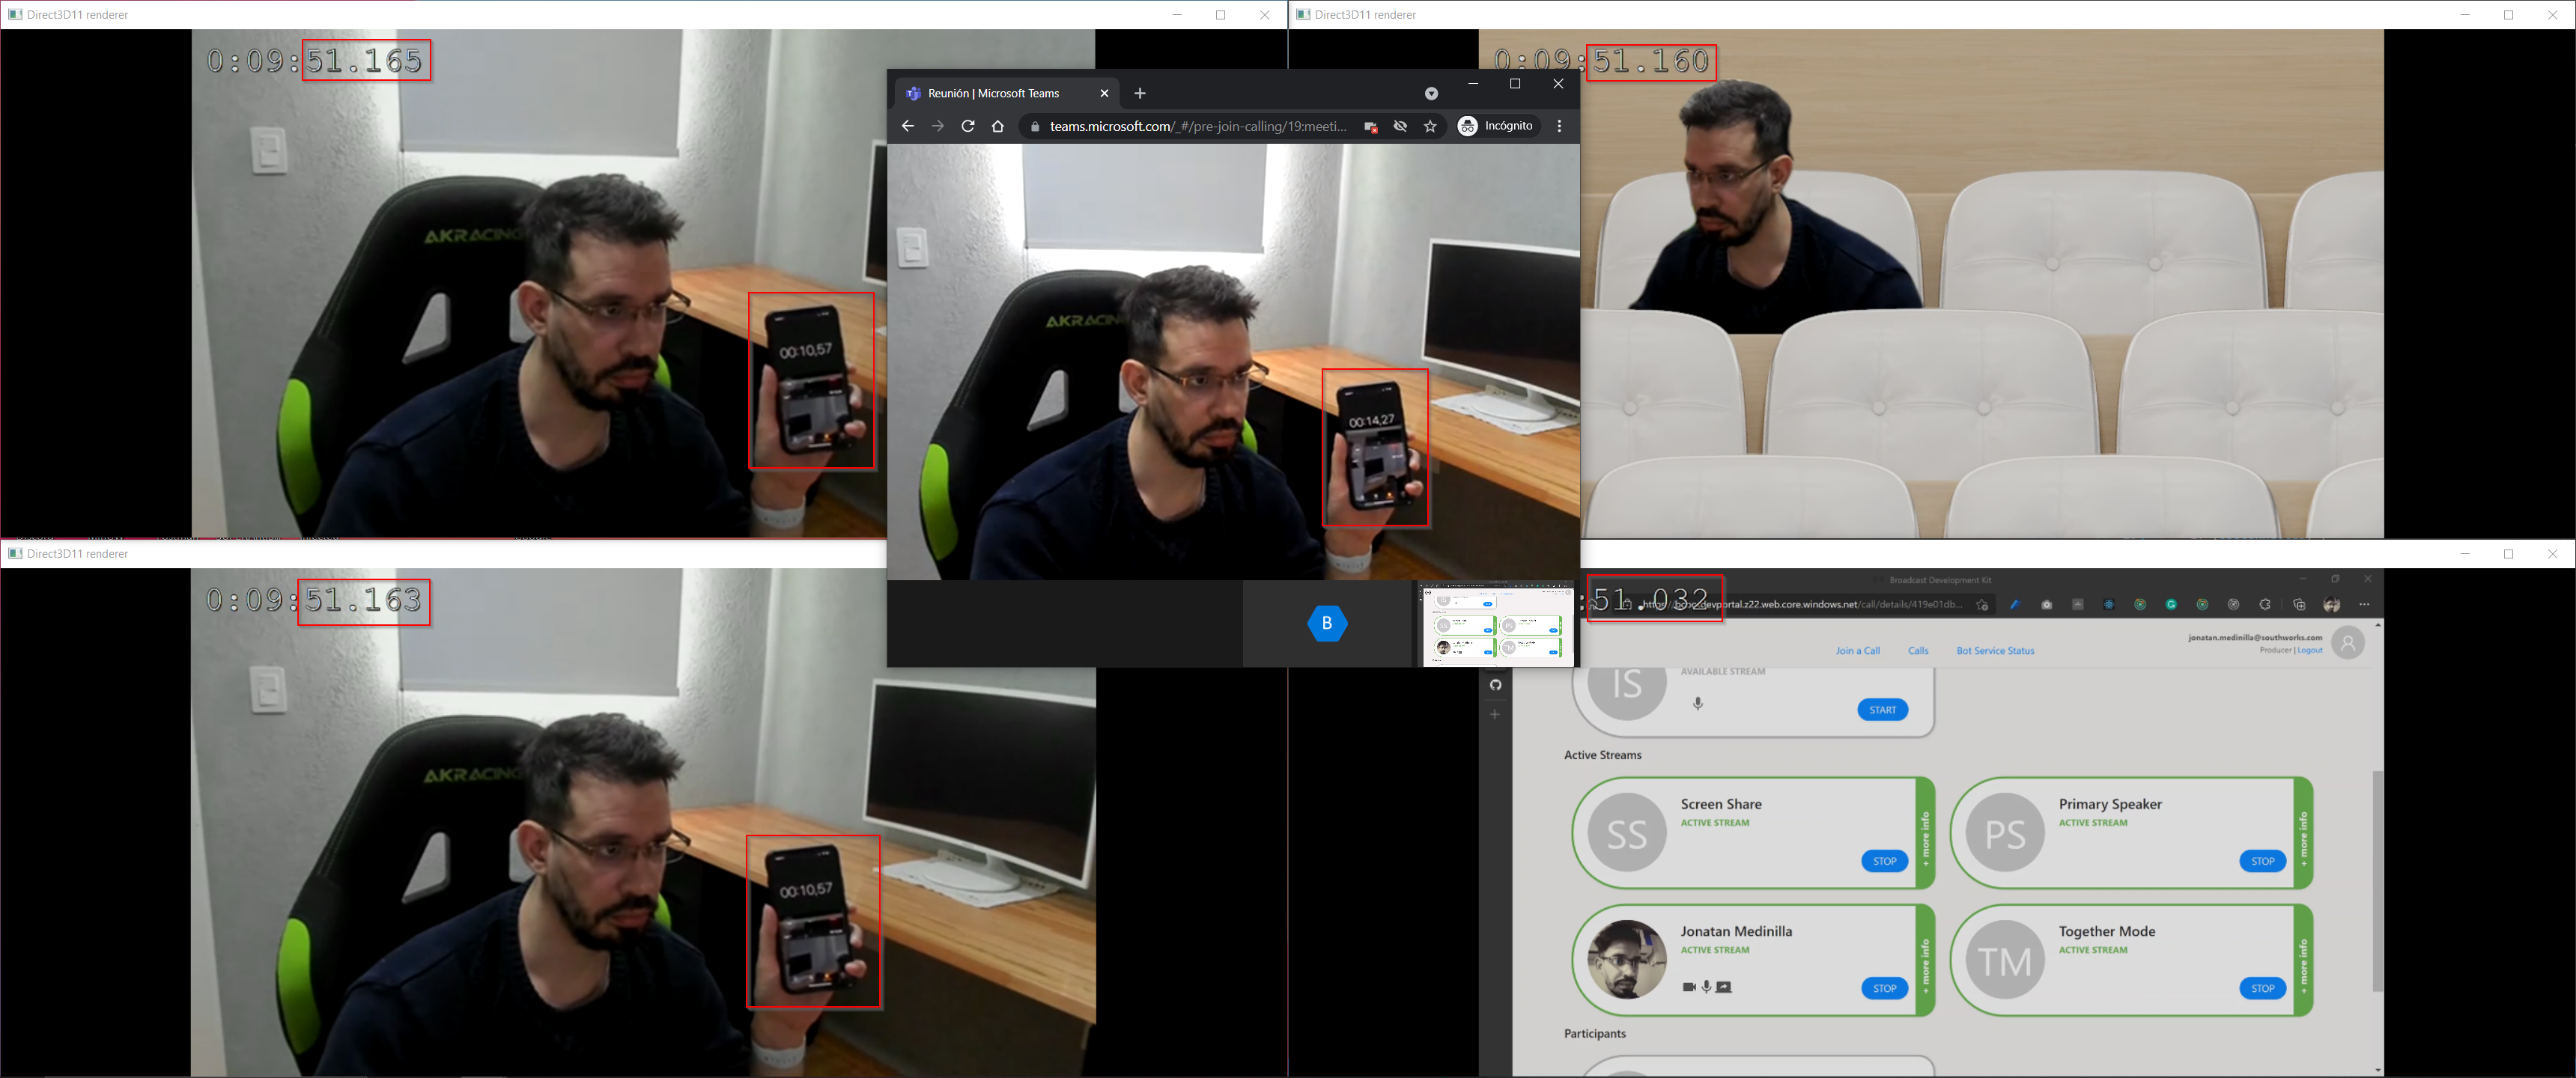 Direct3D11 renderer
0:09:51.165
AKRACING
00:10,57
Direct3D11 renderer
0:09:51.160
Reunión | Microsoft Teams
teams.microsoft.com/_#/pre-join-calling/19:meeti...
Incógnito
AKRACIN
00:14,27
B
Direct3D11 renderer
0:09:51.163
AKRACING
00:10,57
Broadcast Development Kit
:51.032
devportal.z22.web.core.windows.net/call/details/419e01db...
jonatan.medinilla@southworks.com
Producer | Logout
Join a Call
Calls
Bot Service Status
IS
AVAILABLE STREAM
START
Active Streams
SS
Screen Share
ACTIVE STREAM
STOP
+ more info
PS
Primary Speaker
ACTIVE STREAM
STOP
+ more info
Jonatan Medinilla
ACTIVE STREAM
STOP
+ more info
TM
Together Mode
ACTIVE STREAM
STOP
+ more info
Participants